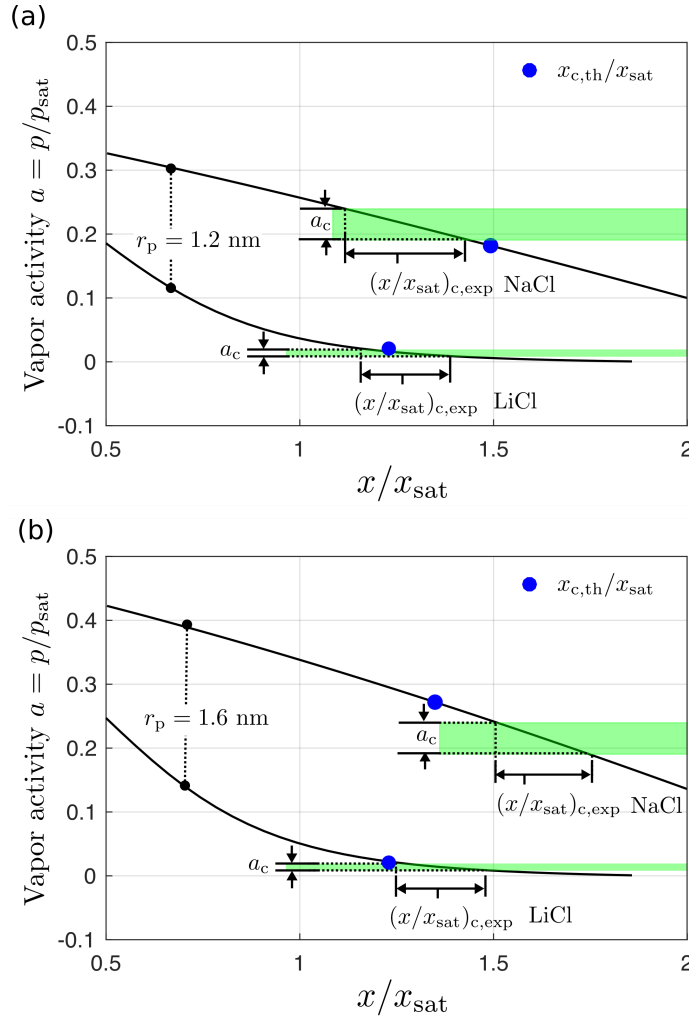 (a)
0.5
0.4
0.3
0.2
0.1
0
-0.1
Vapor activity a = p/p_sat
x_c,th/x_sat
a_c
r_p = 1.2 nm
(x/x_sat)_c,exp NaCl
a_c
(x/x_sat)_c,exp LiCl
0.5 1 1.5 2
x/x_sat
(b)
0.5
0.4
0.3
0.2
0.1
0
-0.1
Vapor activity a = p/p_sat
x_c,th/x_sat
r_p = 1.6 nm
a_c
(x/x_sat)_c,exp NaCl
a_c
(x/x_sat)_c,exp LiCl
0.5 1 1.5 2
x/x_sat